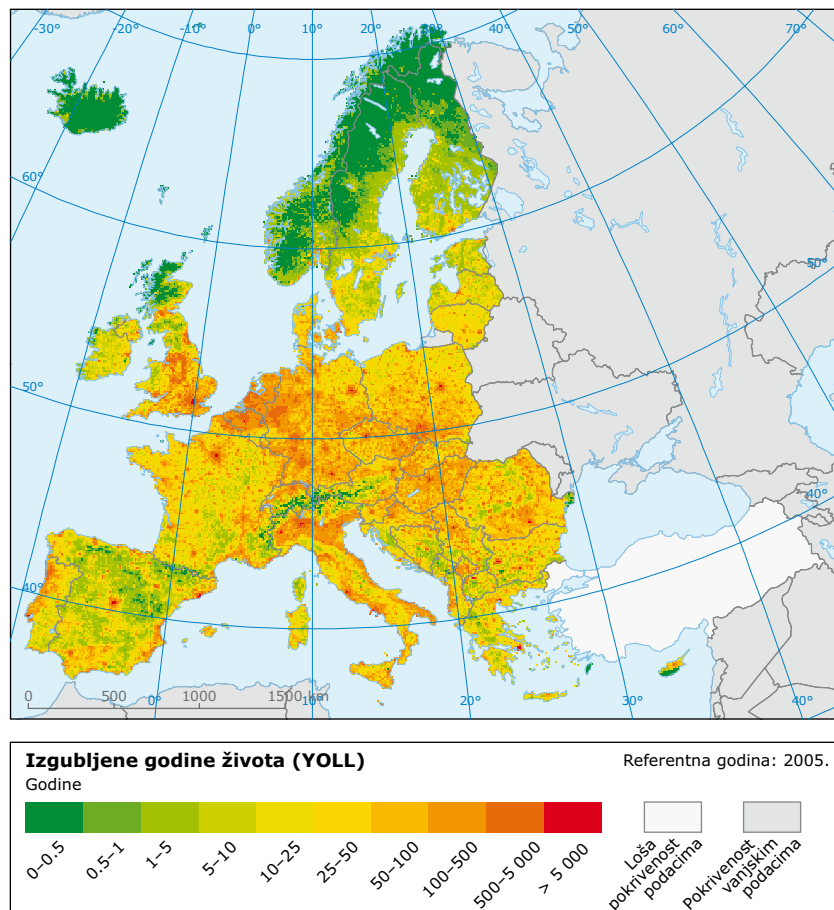 -30° -20° -10° 0° 10° 20° 30° 40° 50° 60° 70°
60°
50°
50°
40°
40°
0 500 1000 1500 km
0° 10° 20° 30° 40°
Izgubljene godine života (YOLL)
Referentna godina: 2005.
Godine
0–0.5
0.5–1
1–5
5–10
10–25
25–50
50–100
100–500
500–5 000
> 5 000
Loša
pokrivenost
podacima
Pokrivenost
vanjskim
podacima